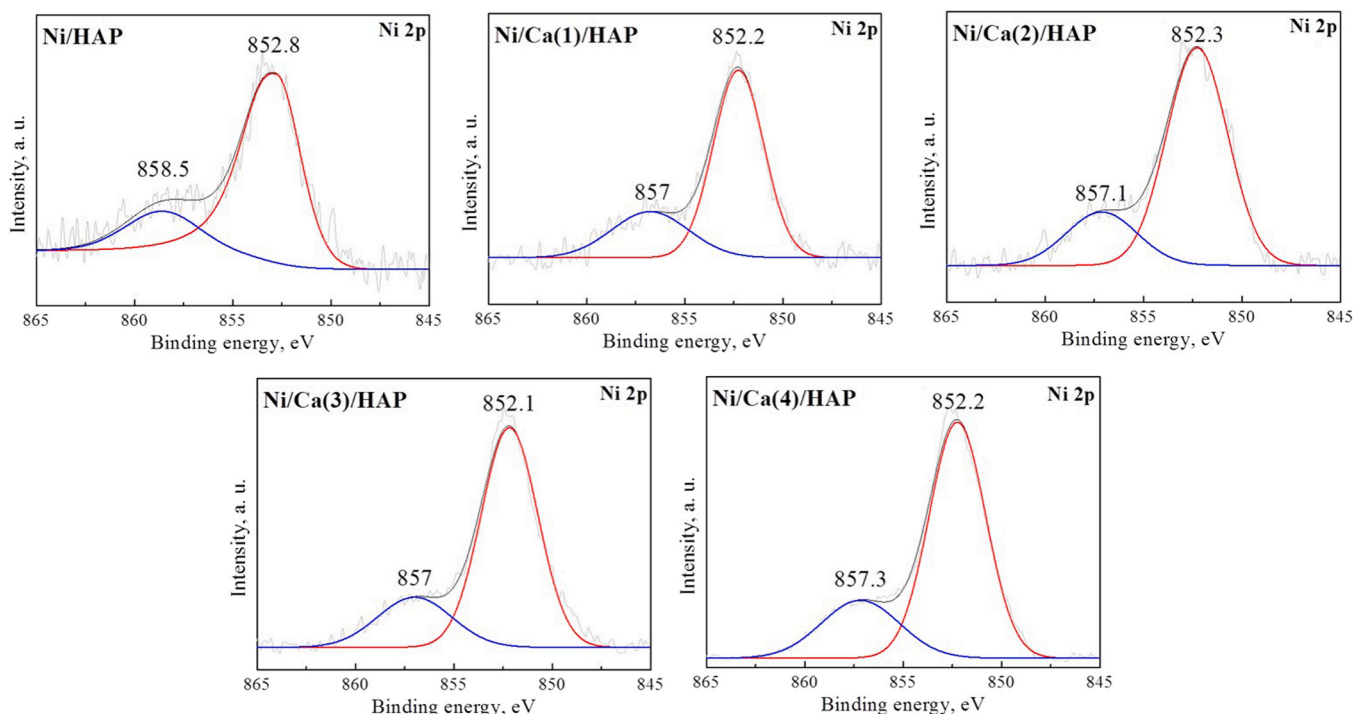 Ni/HAP
Ni 2p
852.8
858.5
Intensity, a. u.
865 860 855 850 845
Binding energy, eV
Ni/Ca(1)/HAP
Ni 2p
852.2
857
Intensity, a. u.
865 860 855 850 845
Binding energy, eV
Ni/Ca(2)/HAP
Ni 2p
852.3
857.1
Intensity, a. u.
865 860 855 850 845
Binding energy, eV
Ni/Ca(3)/HAP
Ni 2p
852.1
857
Intensity, a. u.
865 860 855 850 845
Binding energy, eV
Ni/Ca(4)/HAP
Ni 2p
852.2
857.3
Intensity, a. u.
865 860 855 850 845
Binding energy, eV